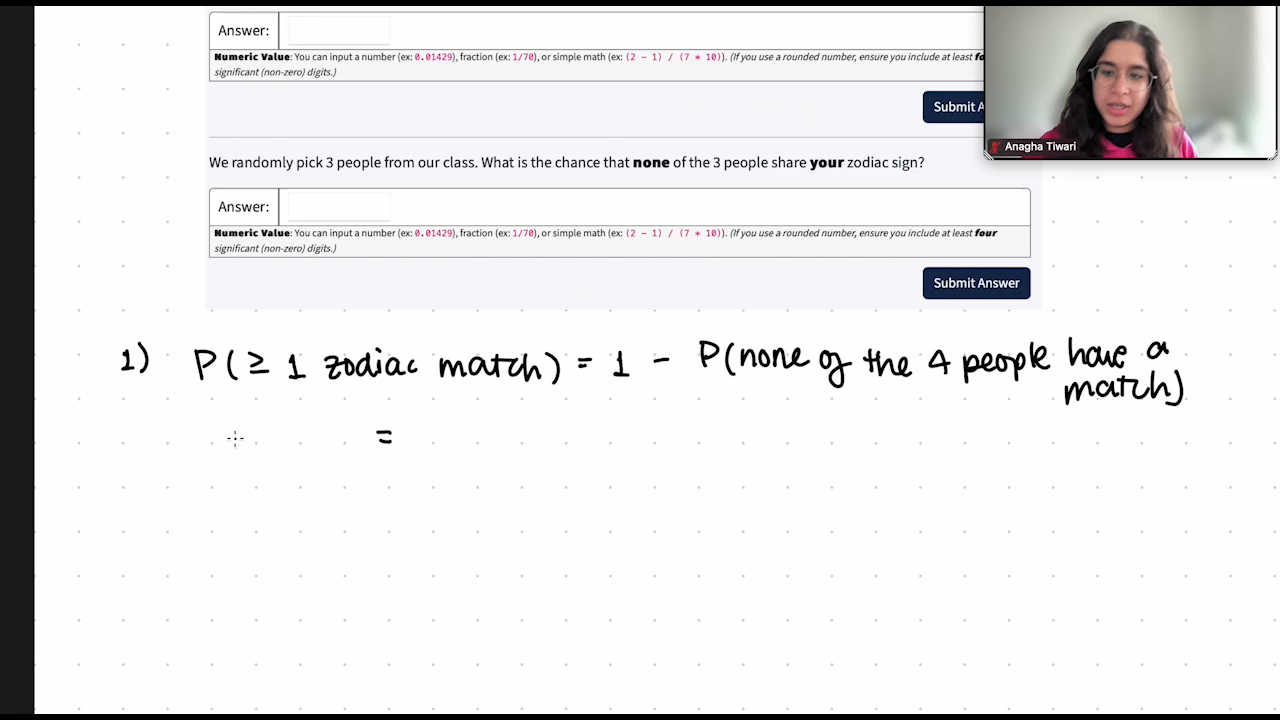 Answer:
Numeric Value: You can input a number (ex: 0.01429), fraction (ex: 1/70), or simple math (ex: (2 - 1) / (7 * 10)). (If you use a rounded number, ensure you include at least
significant (non-zero) digits.)
Submit
Anagha Tiwari
We randomly pick 3 people from our class. What is the chance that none of the 3 people share your zodiac sign?
Answer:
Numeric Value: You can input a number (ex: 0.01429), fraction (ex: 1/70), or simple math (ex: (2 - 1) / (7 * 10)). (If you use a rounded number, ensure you include at least four
significant (non-zero) digits.)
Submit Answer
1) P(≥ 1 zodiac match) = 1 - P(none of the 4 people have a
match)
=